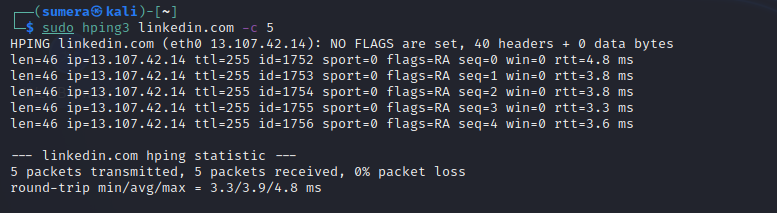 ┌──(sumera㉿kali)-[~]
└─$ sudo hping3 linkedin.com -c 5
HPING linkedin.com (eth0 13.107.42.14): NO FLAGS are set, 40 headers + 0 data bytes
len=46 ip=13.107.42.14 ttl=255 id=1752 sport=0 flags=RA seq=0 win=0 rtt=4.8 ms
len=46 ip=13.107.42.14 ttl=255 id=1753 sport=0 flags=RA seq=1 win=0 rtt=3.8 ms
len=46 ip=13.107.42.14 ttl=255 id=1754 sport=0 flags=RA seq=2 win=0 rtt=3.8 ms
len=46 ip=13.107.42.14 ttl=255 id=1755 sport=0 flags=RA seq=3 win=0 rtt=3.3 ms
len=46 ip=13.107.42.14 ttl=255 id=1756 sport=0 flags=RA seq=4 win=0 rtt=3.6 ms
--- linkedin.com hping statistic ---
5 packets transmitted, 5 packets received, 0% packet loss
round-trip min/avg/max = 3.3/3.9/4.8 ms